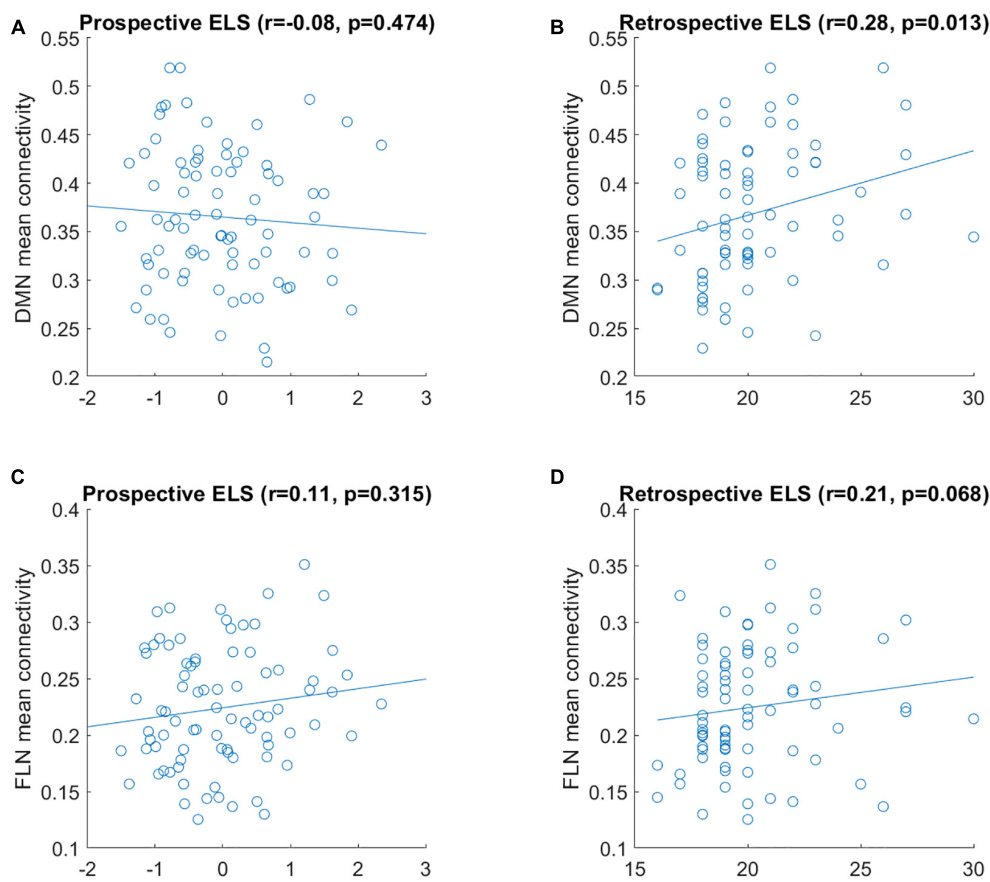 A
Prospective ELS (r=-0.08, p=0.474)
DMN mean connectivity
0.55
0.5
0.45
0.4
0.35
0.3
0.25
0.2
-2 -1 0 1 2 3
B
Retrospective ELS (r=0.28, p=0.013)
DMN mean connectivity
0.55
0.5
0.45
0.4
0.35
0.3
0.25
0.2
15 20 25 30
C
Prospective ELS (r=0.11, p=0.315)
FLN mean connectivity
0.4
0.35
0.3
0.25
0.2
0.15
0.1
-2 -1 0 1 2 3
D
Retrospective ELS (r=0.21, p=0.068)
FLN mean connectivity
0.4
0.35
0.3
0.25
0.2
0.15
0.1
15 20 25 30